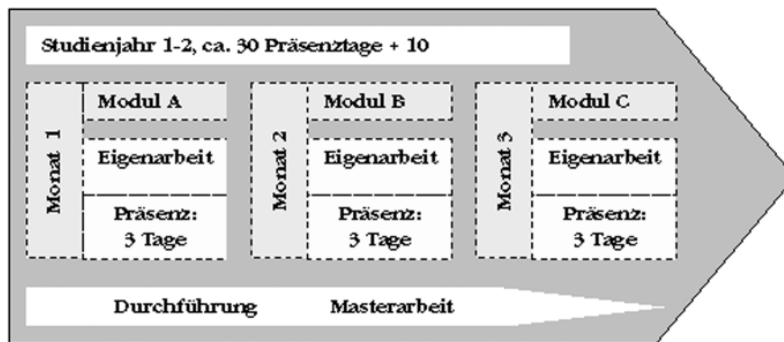 Studienjahr 1-2, ca. 30 Präsenztage + 10
Monat 1
Modul A
Eigenarbeit
Präsenz:
3 Tage
Monat 2
Modul B
Eigenarbeit
Präsenz:
3 Tage
Monat 3
Modul C
Eigenarbeit
Präsenz:
3 Tage
Durchführung Masterarbeit